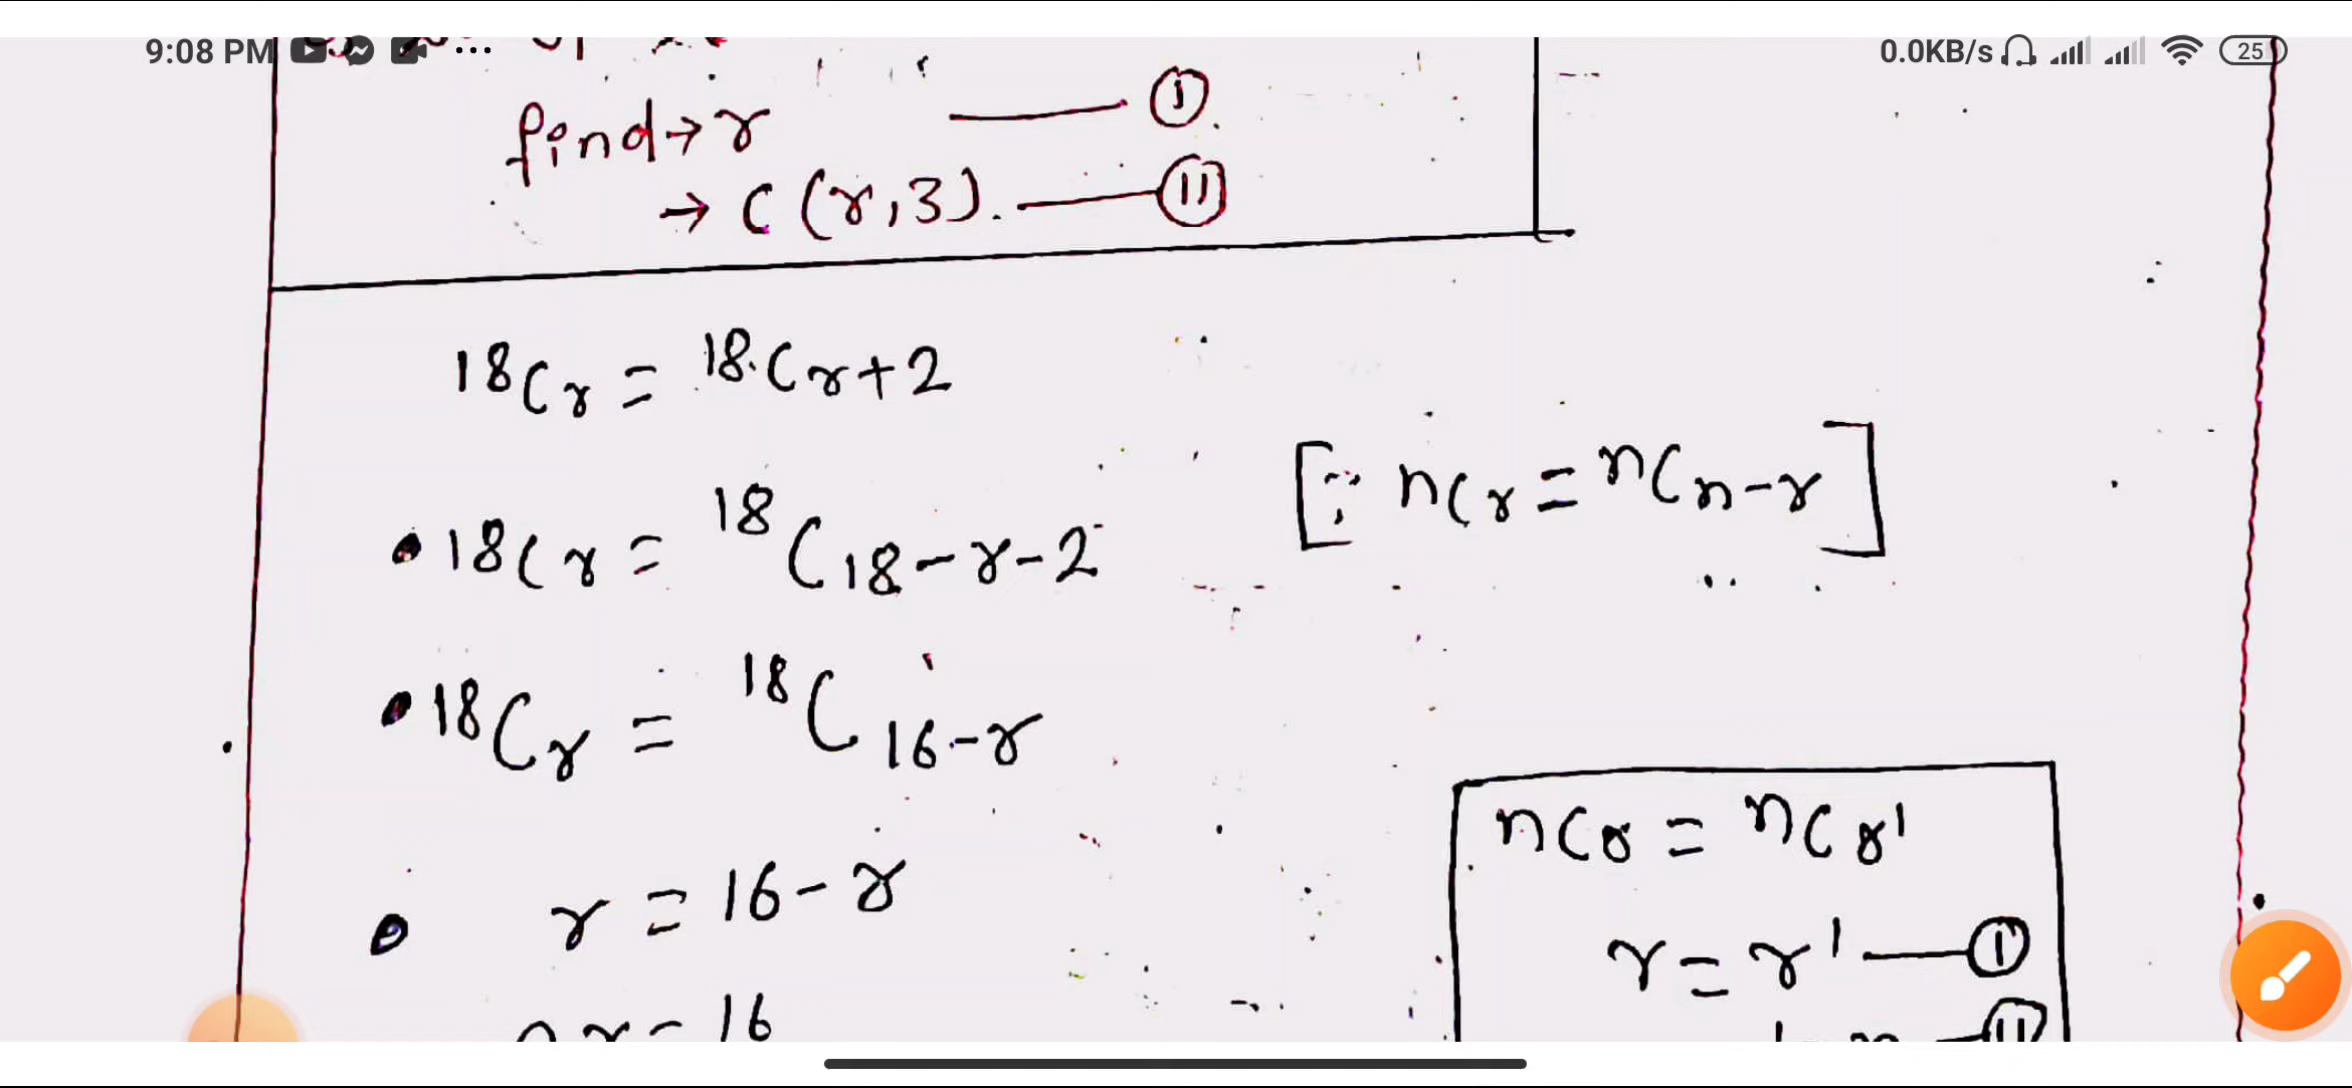 9:08 PM ... 0.0KB/s 25
find→r —— (I).
→ C (r,3). —— (II)
¹⁸Cᵣ = ¹⁸Cr+2
• ¹⁸Cr = ¹⁸C₁₈₋ᵣ₋₂
[∵ nCr = ⁿCn-r]
• ¹⁸Cᵣ = ¹⁸C₁₆₋ᵣ
• r = 16-r
nCr = ⁿCr'
r = r' —— (I)
(II)